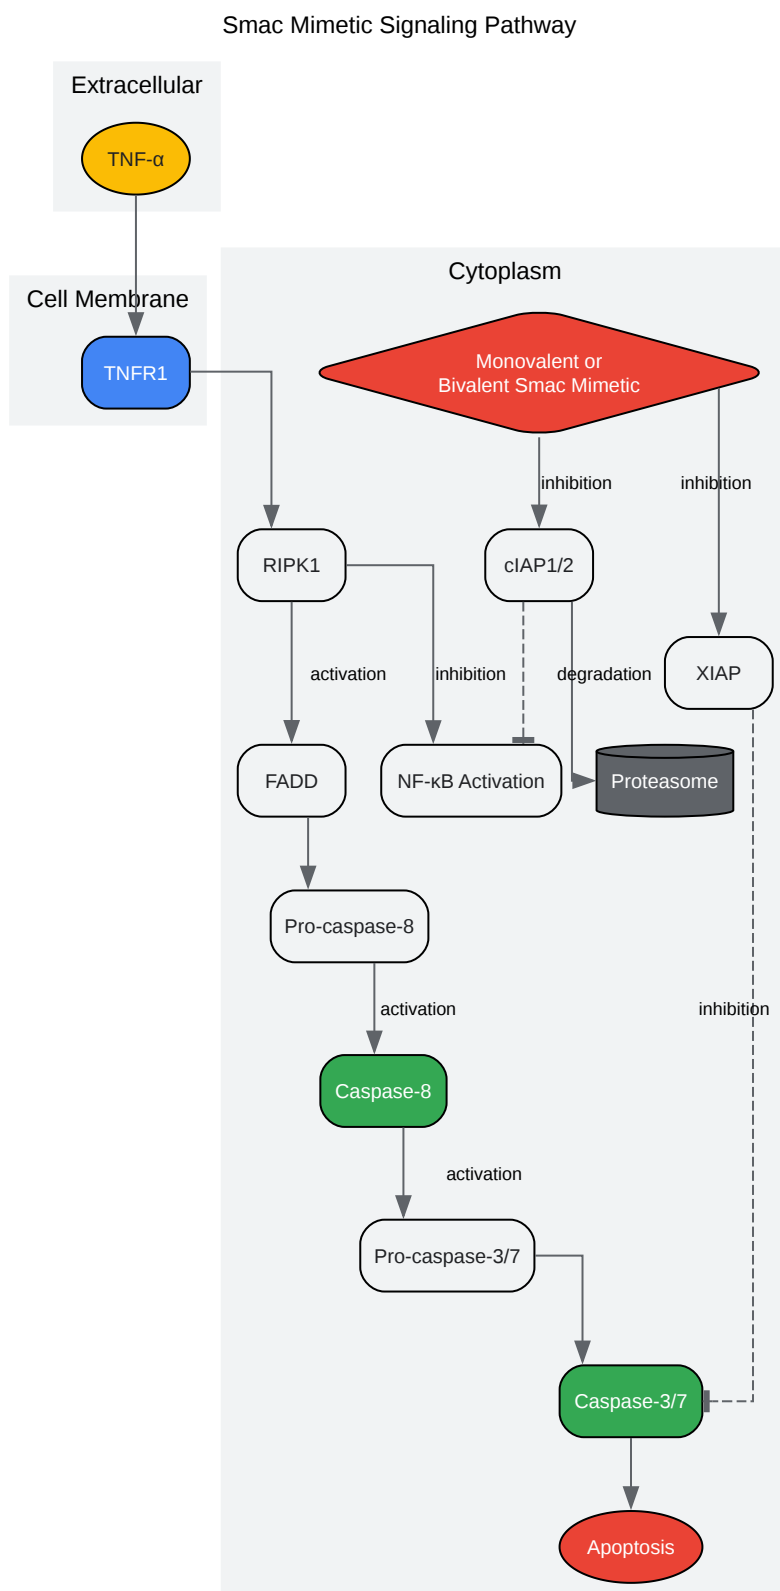 Smac Mimetic Signaling Pathway
Extracellular
TNF-α
Cell Membrane
TNFR1
Cytoplasm
Monovalent or
Bivalent Smac Mimetic
inhibition
inhibition
RIPK1
cIAP1/2
activation
inhibition
degradation
XIAP
FADD
NF-κB Activation
Proteasome
Pro-caspase-8
activation
inhibition
Caspase-8
activation
Pro-caspase-3/7
Caspase-3/7
Apoptosis